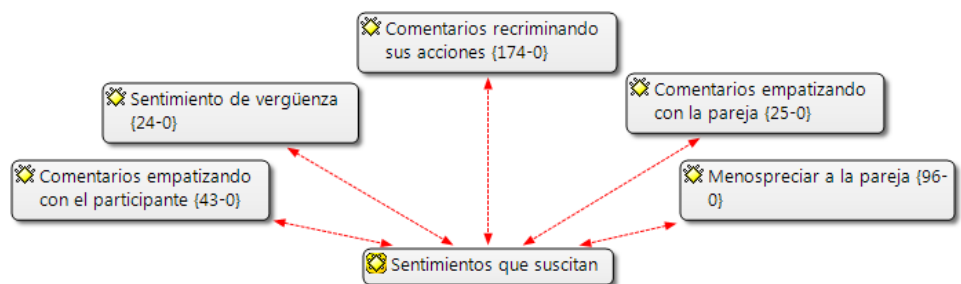 Comentarios recriminando
sus acciones {174-0}
Sentimiento de vergüenza
{24-0}
Comentarios empatizando
con la pareja {25-0}
Comentarios empatizando
con el participante {43-0}
Menospreciar a la pareja {96-
0}
Sentimientos que suscitan